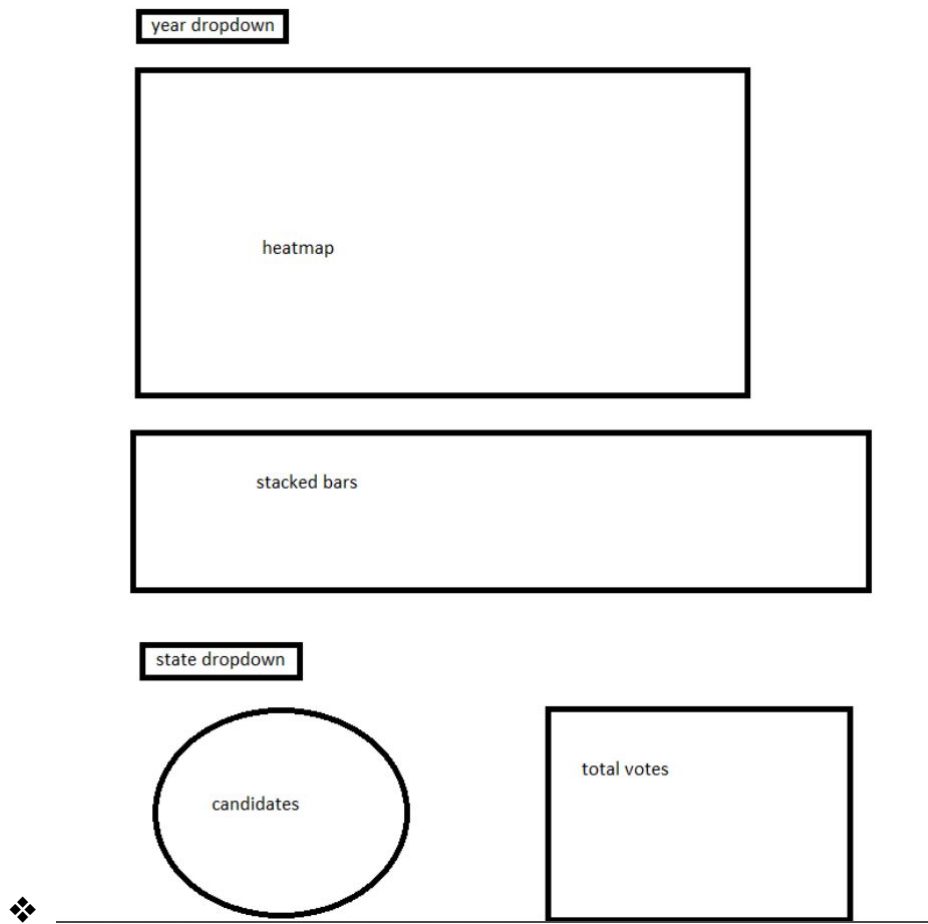 year dropdown
heatmap
stacked bars
state dropdown
candidates
total votes